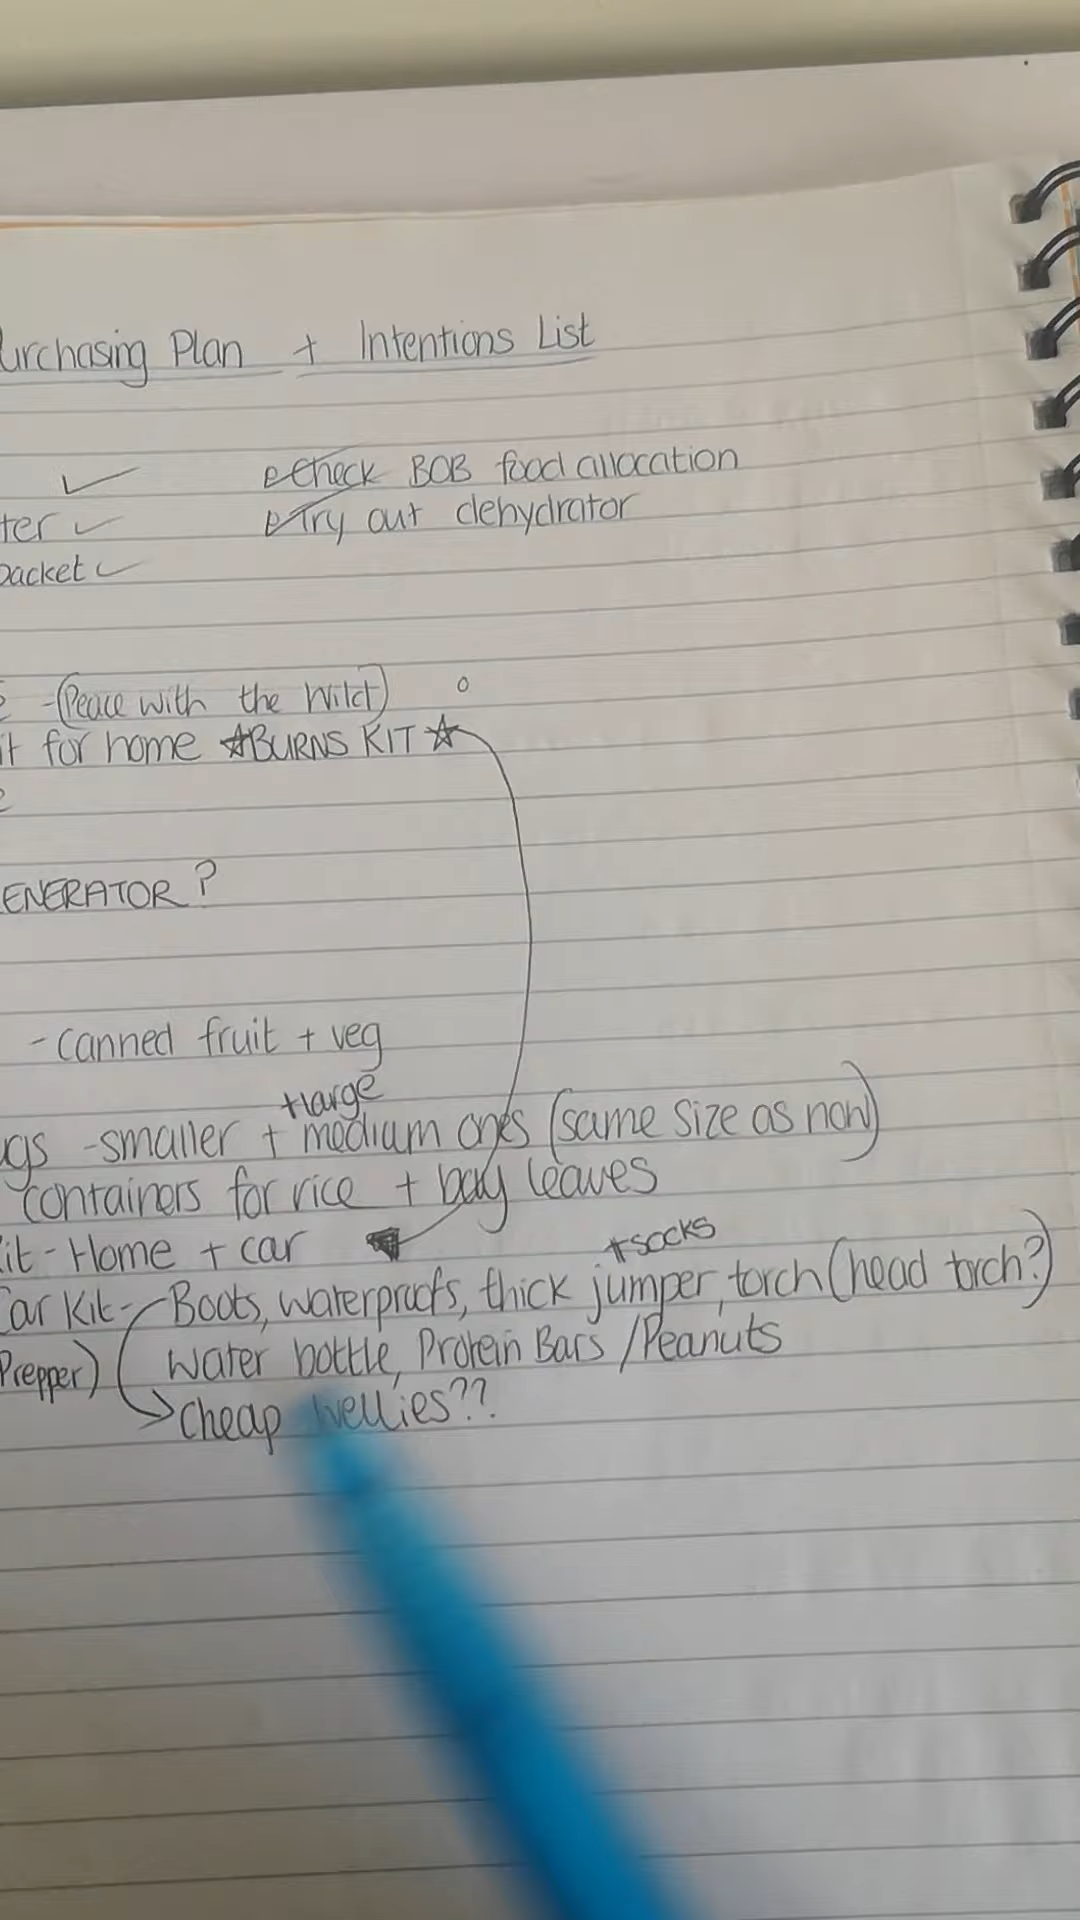 urchasing Plan + Intentions List
✓ Check BOB food allocation
ter ✓ Try out dehydrator
packet ✓
- (Peace with the Wild)
it for home ☆BURNS KIT☆
ENERATOR?
- canned fruit + veg
+large
gs - smaller + medium ones (same size as now)
containers for rice + bay leaves
it - Home + car
+socks
Car Kit - Boots, waterproofs, thick jumper, torch (head torch?)
Prepper) water bottle, Protein Bars / Peanuts
→ cheap wellies??